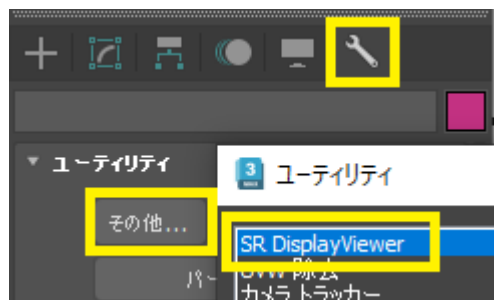 ユーティリティ
その他...
3 ユーティリティ
SR DisplayViewer
UVW 除去
カメラ トラッカー